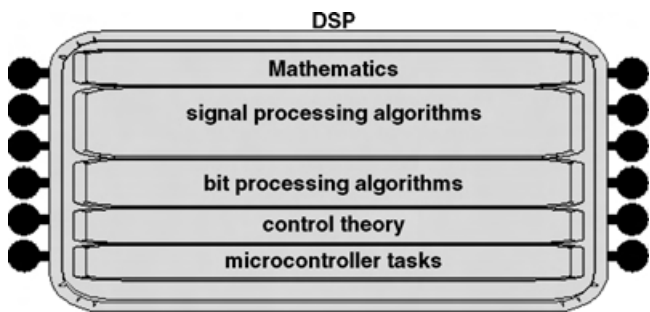 DSP
Mathematics
signal processing algorithms
bit processing algorithms
control theory
microcontroller tasks